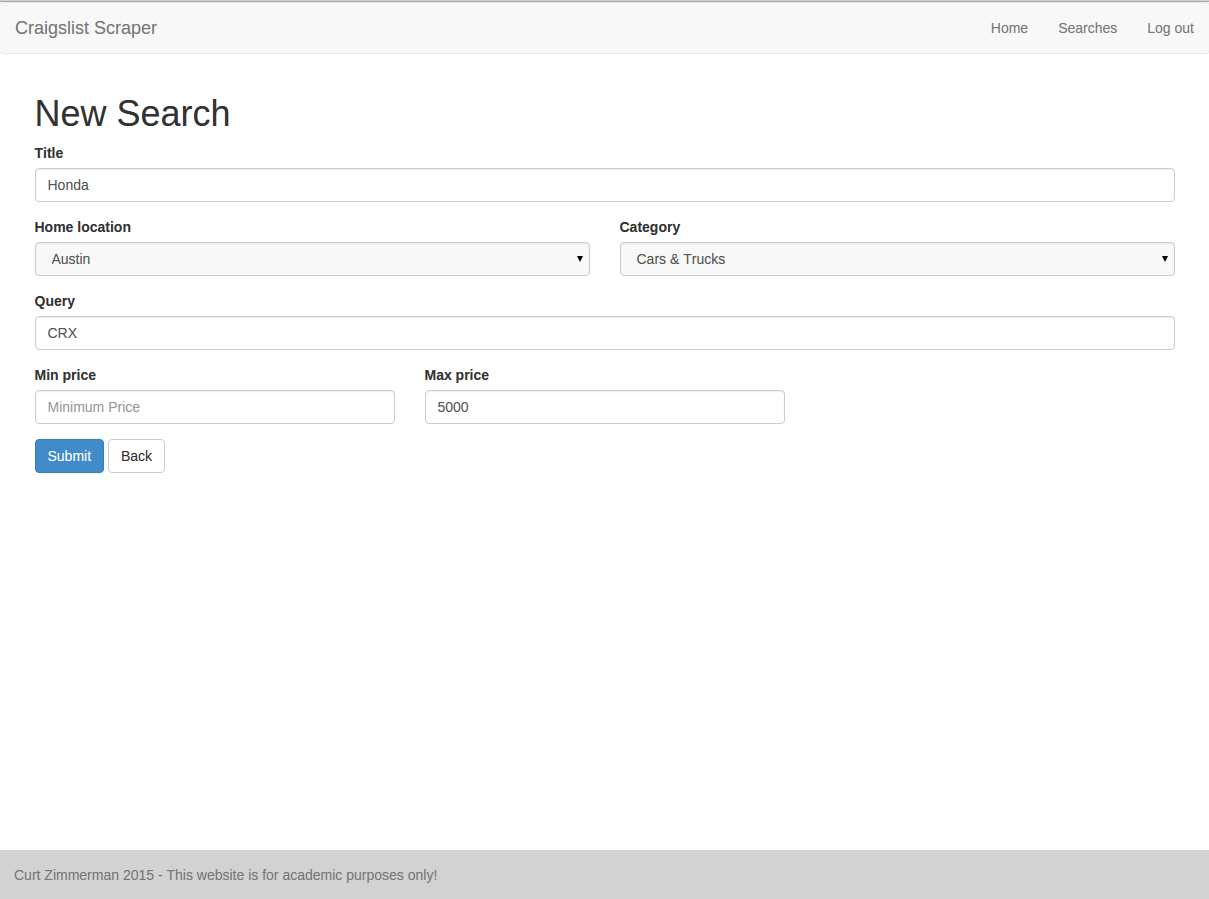 Craigslist Scraper Home Searches Log out
New Search
Title
Honda
Home location Category
Austin Cars & Trucks
Query
CRX
Min price Max price
Minimum Price 5000
Submit Back
Curt Zimmerman 2015 - This website is for academic purposes only!